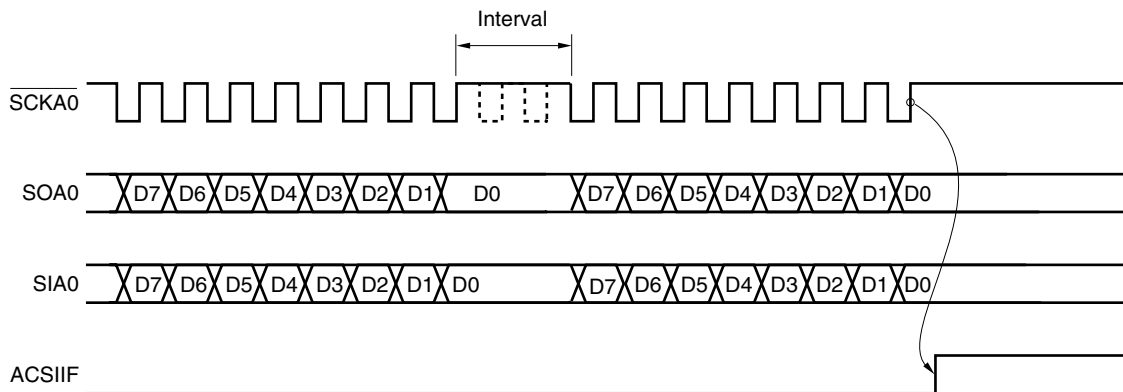 Interval
SCKA0
SOA0 D7 D6 D5 D4 D3 D2 D1 D0 D7 D6 D5 D4 D3 D2 D1 D0
SIA0 D7 D6 D5 D4 D3 D2 D1 D0 D7 D6 D5 D4 D3 D2 D1 D0
ACSIIF